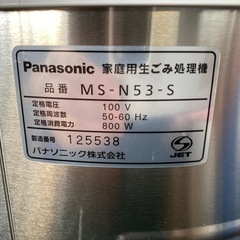 Panasonic 家庭用生ごみ処理機
品番 MS-N53-S
定格電圧 100 V
定格周波数 50-60 Hz
定格消費電力 800 W
製造番号 125538
パナソニック株式会社
S
JET